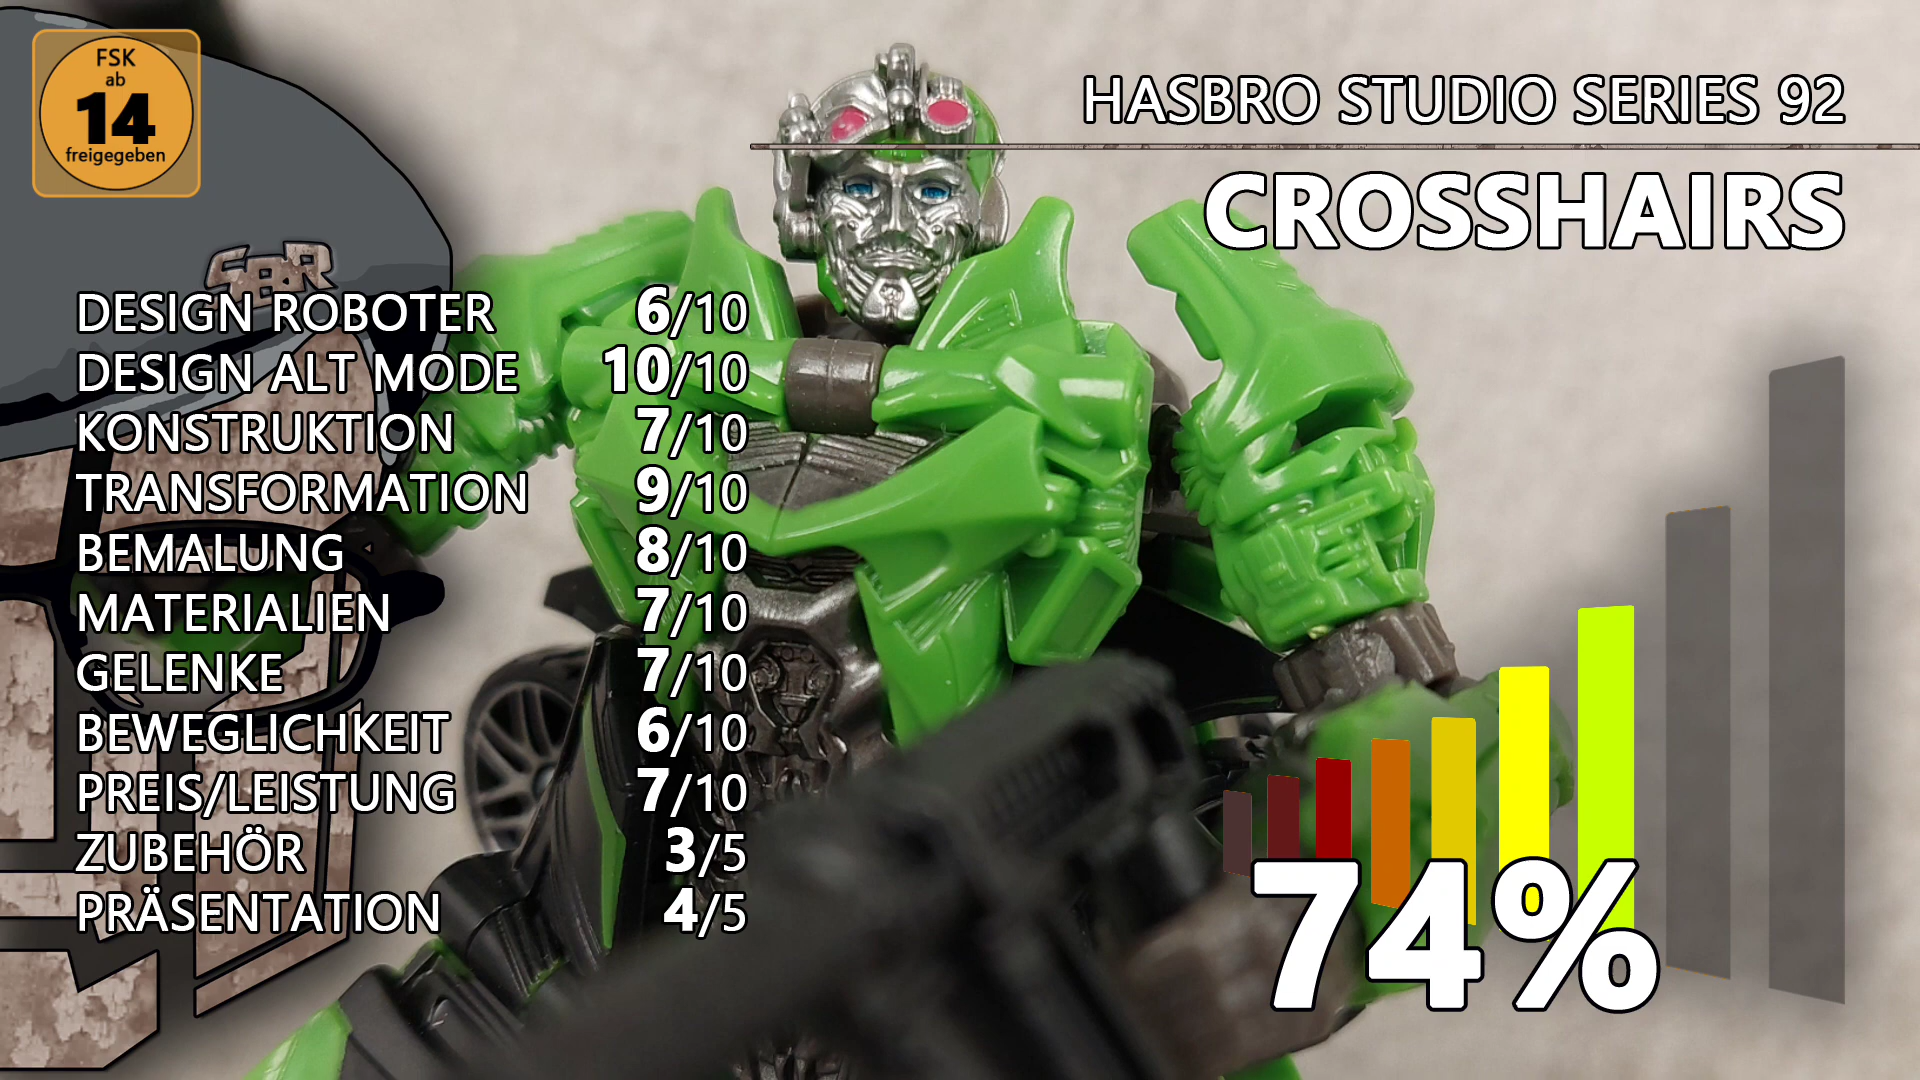 FSK
ab
14
freigegeben
HASBRO STUDIO SERIES 92
CROSSHAIRS
SBR
DESIGN ROBOTER 6/10
DESIGN ALT MODE 10/10
KONSTRUKTION 7/10
TRANSFORMATION 9/10
BEMALUNG 8/10
MATERIALIEN 7/10
GELENKE 7/10
BEWEGLICHKEIT 6/10
PREIS/LEISTUNG 7/10
ZUBEHÖR 3/5
PRÄSENTATION 4/5
74%